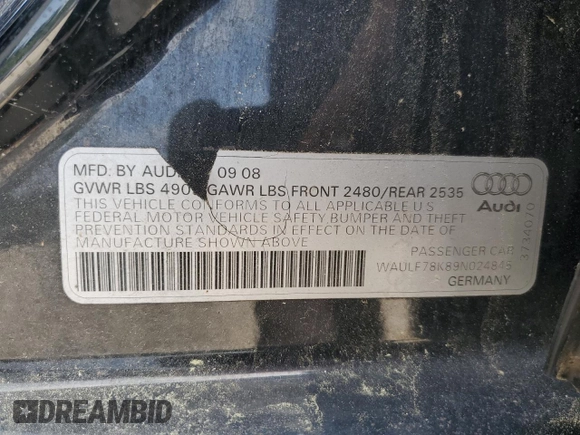 MFD. BY AUDI 09 08
GVWR LBS 490 GAWR LBS FRONT 2480/REAR 2535
THIS VEHICLE CONFORMS TO ALL APPLICABLE U S
FEDERAL MOTOR VEHICLE SAFETY, BUMPER AND THEFT
PREVENTION STANDARDS IN EFFECT ON THE DATE OF
MANUFACTURE SHOWN ABOVE
Audi
PASSENGER CAR
WAULF78K89N024845
GERMANY
DREAMBID